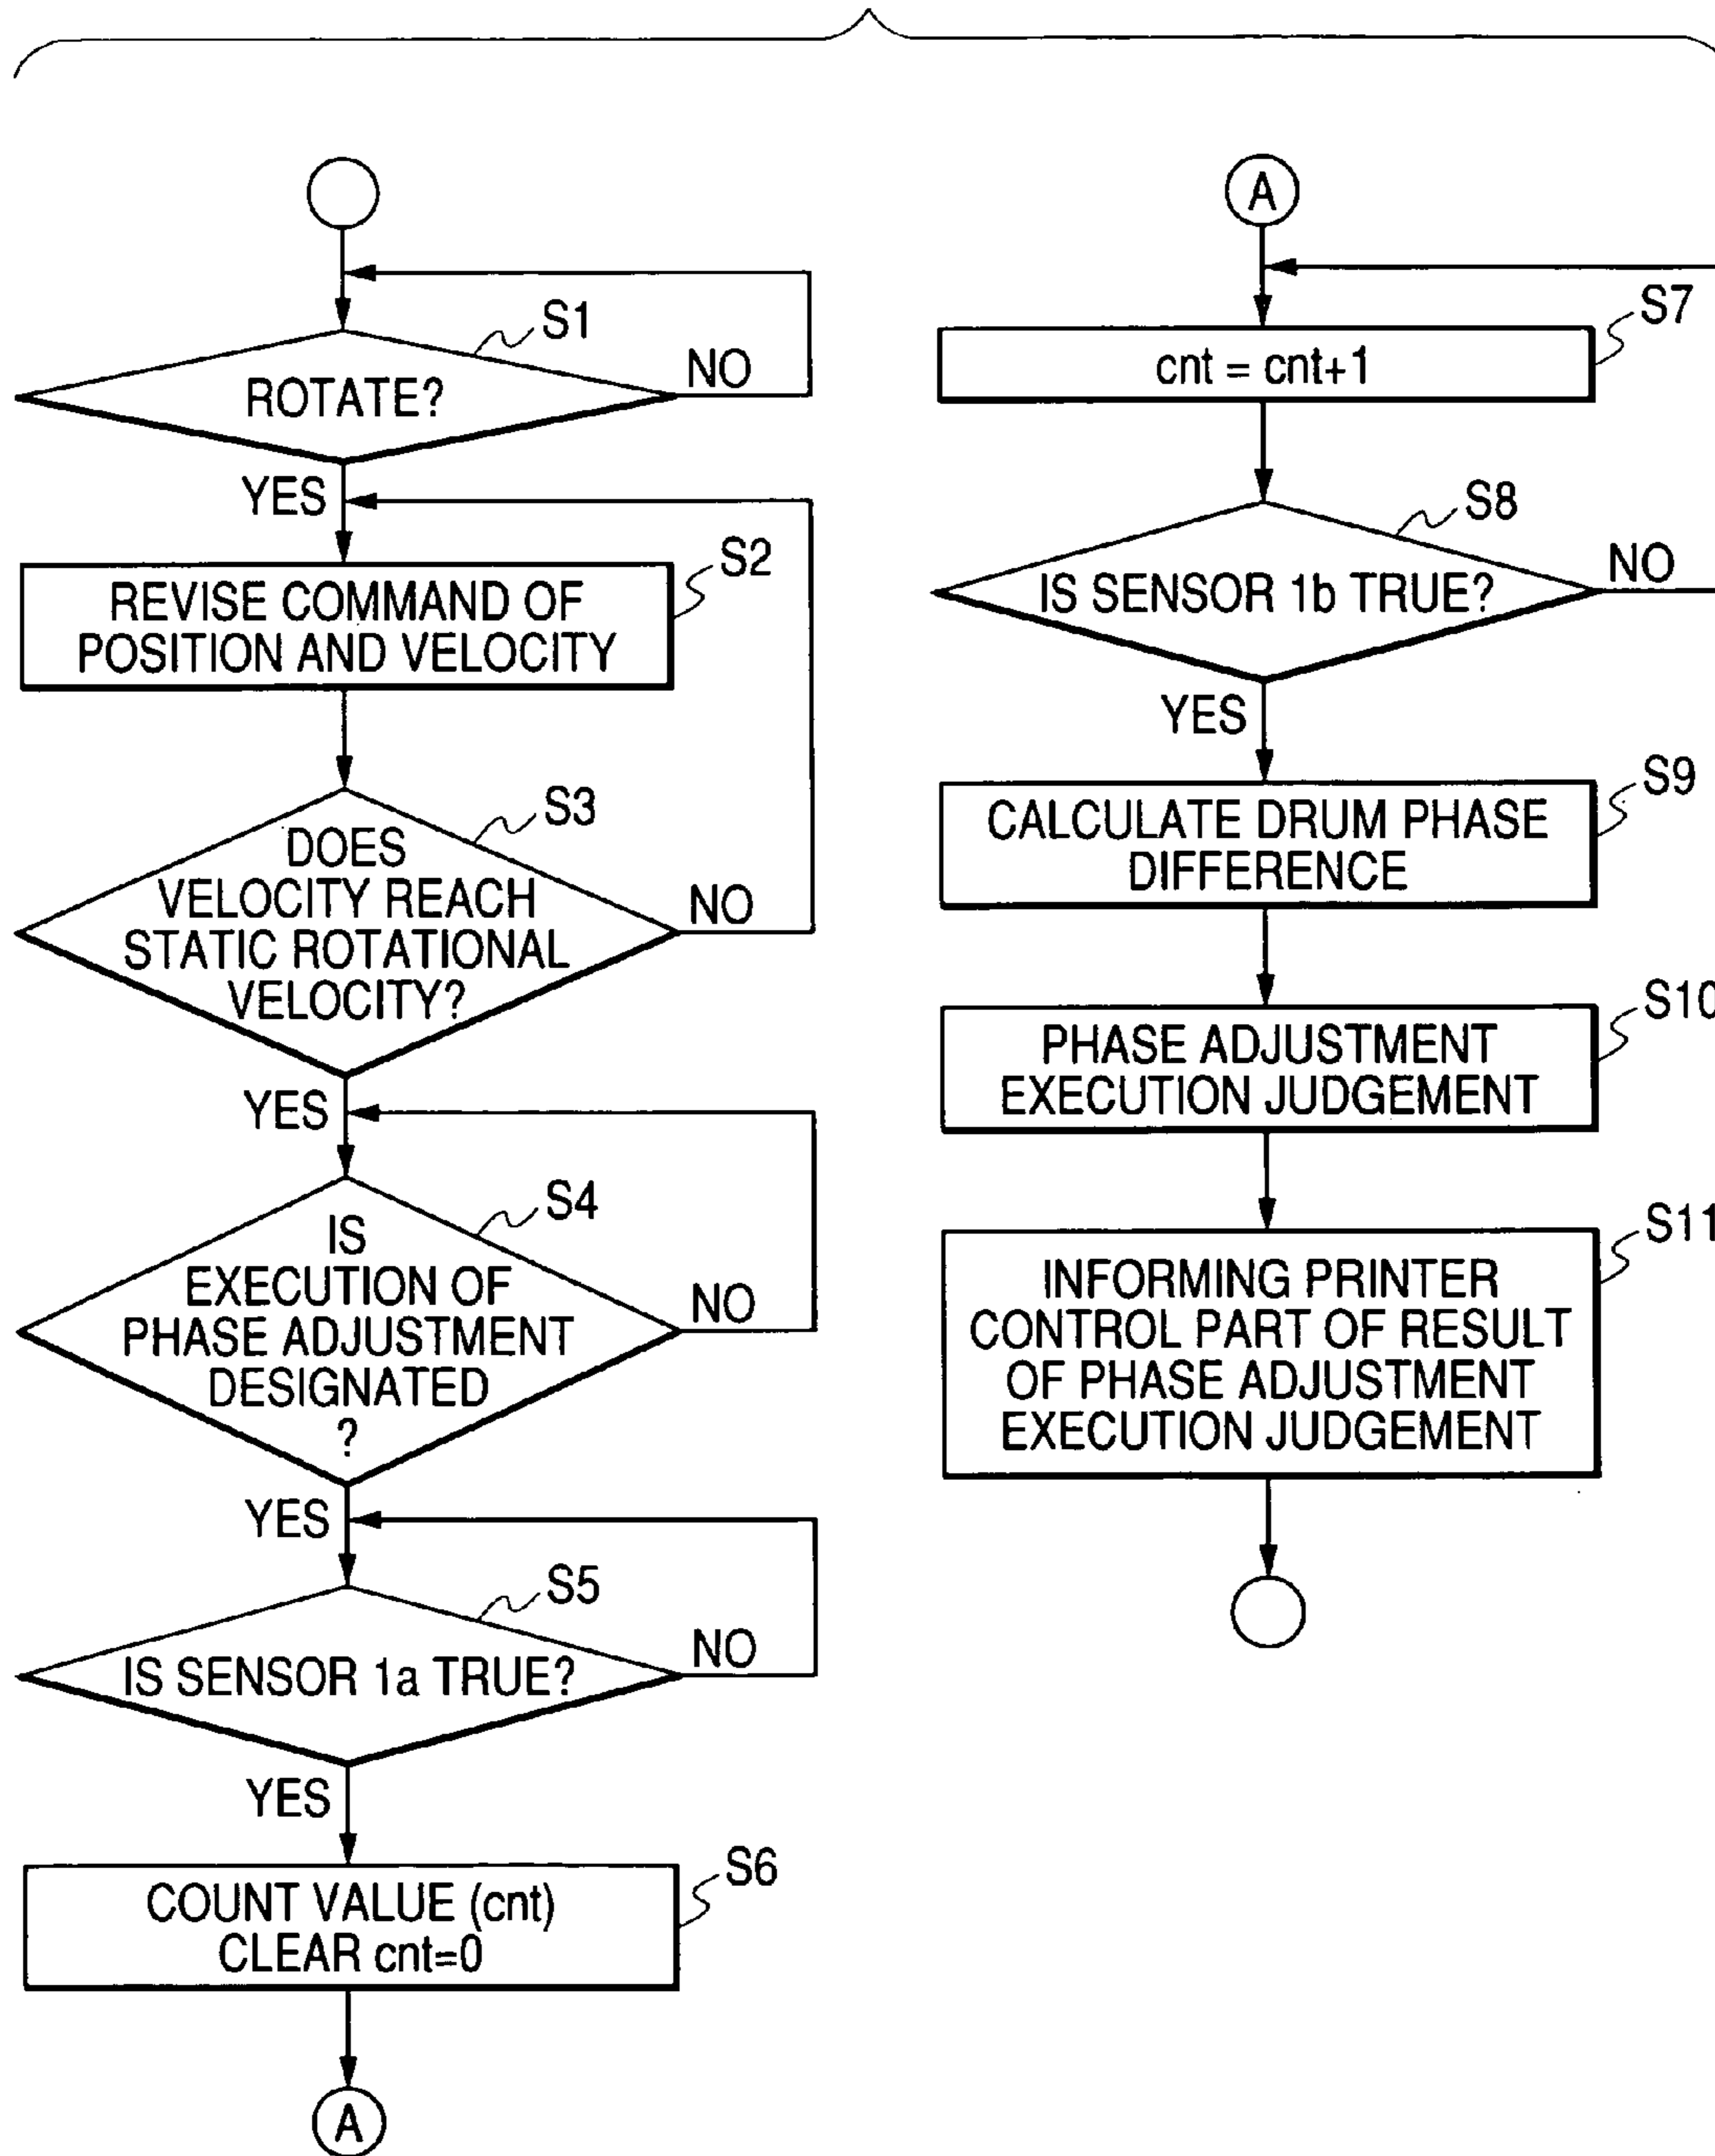 S1
ROTATE?
NO
YES
S2
REVISE COMMAND OF
POSITION AND VELOCITY
S3
DOES
VELOCITY REACH
STATIC ROTATIONAL
VELOCITY?
NO
YES
S4
IS
EXECUTION OF
PHASE ADJUSTMENT
DESIGNATED
?
NO
YES
S5
IS SENSOR 1a TRUE?
NO
YES
S6
COUNT VALUE (cnt)
CLEAR cnt=0
A
A
S7
cnt = cnt+1
S8
IS SENSOR 1b TRUE?
NO
YES
S9
CALCULATE DRUM PHASE
DIFFERENCE
S10
PHASE ADJUSTMENT
EXECUTION JUDGEMENT
S11
INFORMING PRINTER
CONTROL PART OF RESULT
OF PHASE ADJUSTMENT
EXECUTION JUDGEMENT